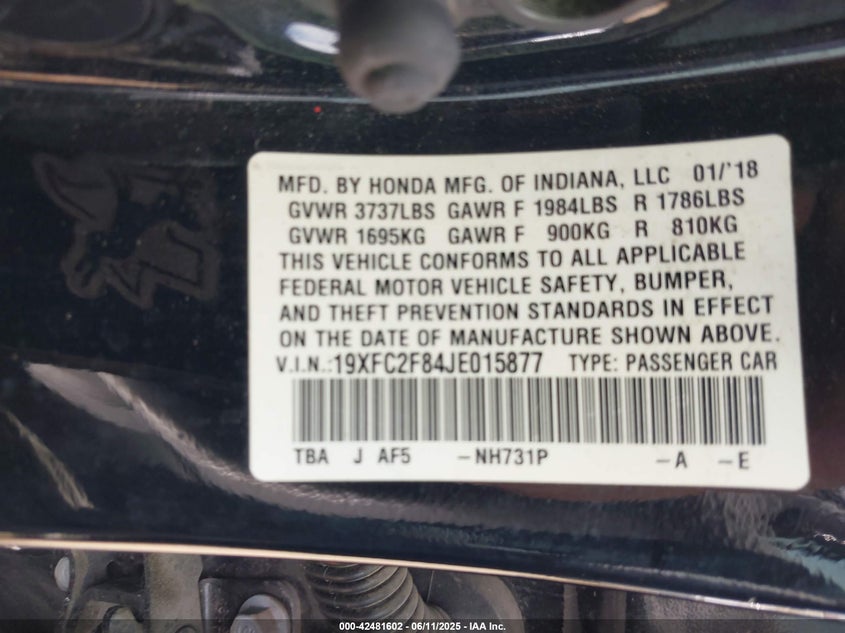 MFD. BY HONDA MFG. OF INDIANA, LLC 01/'18
GVWR 3737LBS GAWR F 1984LBS R 1786LBS
GVWR 1695KG GAWR F 900KG R 810KG
THIS VEHICLE CONFORMS TO ALL APPLICABLE
FEDERAL MOTOR VEHICLE SAFETY, BUMPER,
AND THEFT PREVENTION STANDARDS IN EFFECT
ON THE DATE OF MANUFACTURE SHOWN ABOVE.
V.I.N.:19XFC2F84JE015877 TYPE: PASSENGER CAR
TBA J AF5 -NH731P -A -E
000-42481602 - 06/11/2025 - IAA Inc.